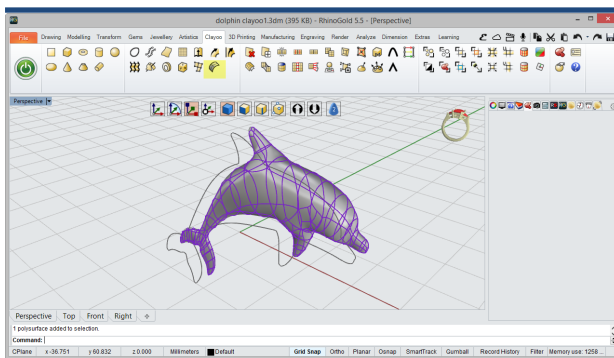 dolphin clayoo1.3dm (395 KB) - RhinoGold 5.5 - [Perspective]
File Drawing Modelling Transform Gems Jewellery Artistics Clayoo 3D Printing Manufacturing Engraving Render Analyze Dimension Extras Learning
Perspective
Perspective Top Front Right
1 polysurface added to selection.
Command:
CPlane x -36.751 y 60.832 z 0.000 Millimeters Default Grid Snap Ortho Planar Osnap SmartTrack Gumball Record History Filter Memory use: 1258 ...